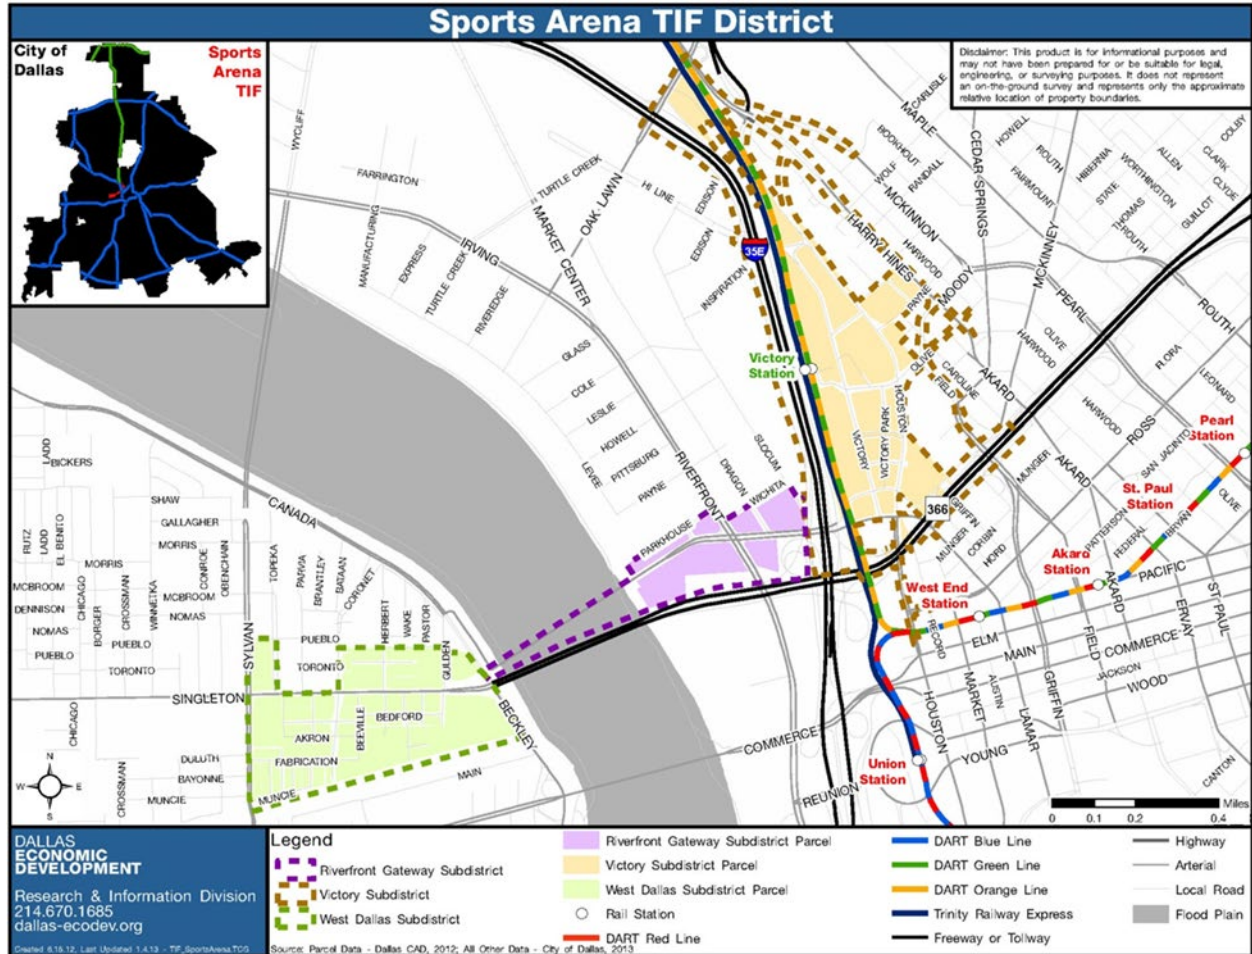 Sports Arena TIF District
City of
Dallas
Sports
Arena
TIF
Disclaimer: This product is for informational purposes and
may not have been prepared for or be suitable for legal,
engineering, or surveying purposes. It does not represent
an on-the-ground survey and represents only the approximate
relative location of property boundaries.
WYCLIFF
FARRINGTON
MANUFACTURING
EXPRESS
TURTLE CREEK
IRVING
RIVEREDGE
MARKET CENTER
TURTLE CREEK
OAK LAWN
HI LINE
EDISON
EDISON
INSPIRATION
35E
CARLISLE
MAPLE
BOOKHOUT
WOLF
RANDALL
MCKINNON
CEDAR SPRINGS
HOWELL
ROUTH
FAIRMOUNT
HIBERNIA
STATE
THOMAS
ROUTH
WORTHINGTON
ALLEN
CLARK
COLBY
CLYDE
GUILLOT
HARRY HINES
HARWOOD
MOODY
PAYNE
MCKINNEY
PEARL
ROUTH
OLIVE
HARWOOD
FLORA
LEONARD
GLASS
COLE
LESLIE
HOWELL
PITTSBURG
LEVEE
PAYNE
RIVERFRONT
DRAGON
SLOCUM
WICHITA
PARKHOUSE
Victory
Station
VICTORY
VICTORY PARK
HOUSTON
OLIVE
FIELD
CAROLINE
AKARD
HARWOOD
ROSS
SAN JACINTO
Pearl
Station
MUNGER
AKARD
St. Paul
Station
OLIVE
366
GRIFFIN
MUNGER
CORBIN
HORD
PATTERSON
FEDERAL
BRYAN
Akard
Station
PACIFIC
West End
Station
RECORD
ELM
MAIN
FIELD
AKARD
COMMERCE
ERVAY
ST. PAUL
JACKSON
WOOD
HOUSTON
MARKET
AUSTIN
LAMAR
GRIFFIN
YOUNG
CANTON
COMMERCE
REUNION
Union
Station
LADD
BICKERS
SHAW
GALLAGHER
MORRIS
CANADA
RUTZ
LADD
EL BENITO
MORRIS
MCBROOM
DENNISON
NOMAS
PUEBLO
CHICAGO
BORGER
CROSSMAN
WINNETKA
CONROE
OBENCHAIN
MCBROOM
NOMAS
PUEBLO
TORONTO
TOPEKA
PARVIA
BRANTLEY
BATAAN
CORONET
HERBERT
WAKE
PASTOR
GULDEN
SYLVAN
PUEBLO
TORONTO
SINGLETON
BECKLEY
CHICAGO
BEDFORD
BEEVILLE
AKRON
FABRICATION
DULUTH
BAYONNE
CROSSMAN
MUNCIE
MUNCIE
MAIN
N
W
E
S
Miles
0
0.1
0.2
0.4
DALLAS
ECONOMIC
DEVELOPMENT
Research & Information Division
214.670.1685
dallas-ecodev.org
Created 6.15.12, Last Updated 1.4.13 - TIF_SportsArena.TCG
Legend
Riverfront Gateway Subdistrict
Victory Subdistrict
West Dallas Subdistrict
Riverfront Gateway Subdistrict Parcel
Victory Subdistrict Parcel
West Dallas Subdistrict Parcel
Rail Station
DART Red Line
DART Blue Line
DART Green Line
DART Orange Line
Trinity Railway Express
Freeway or Tollway
Highway
Arterial
Local Road
Flood Plain
Source: Parcel Data - Dallas CAD, 2012; All Other Data - City of Dallas, 2013